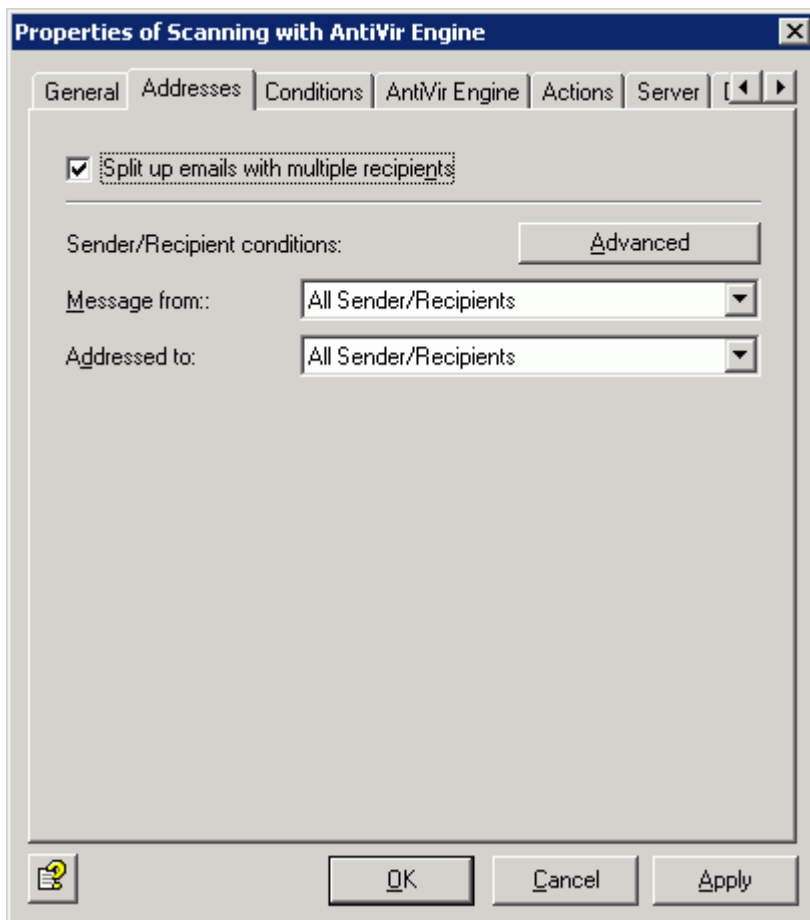 Properties of Scanning with AntiVir Engine
General Addresses Conditions AntiVir Engine Actions Server
Split up emails with multiple recipients
Sender/Recipient conditions: Advanced
Message from:: All Sender/Recipients
Addressed to: All Sender/Recipients
OK Cancel Apply